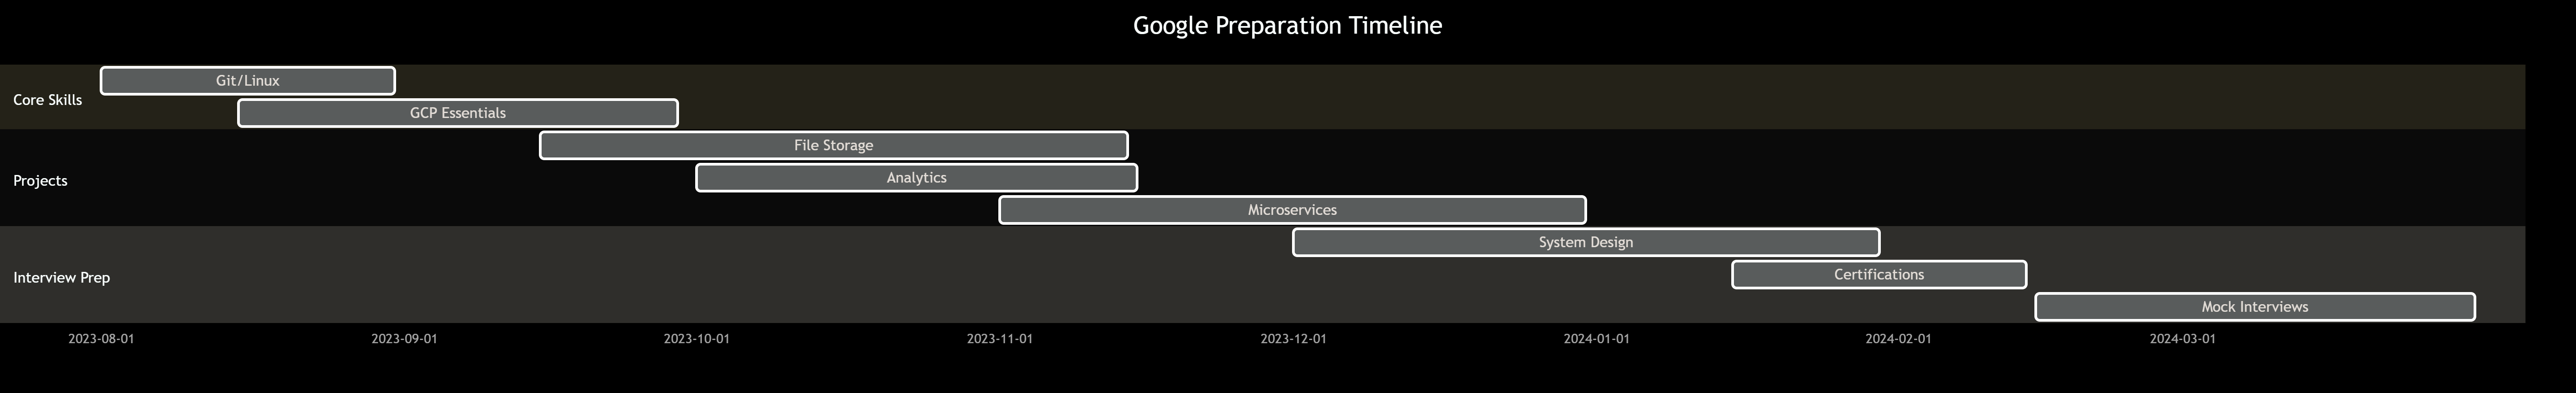 Google Preparation Timeline
Core Skills
Git/Linux
GCP Essentials
Projects
File Storage
Analytics
Microservices
Interview Prep
System Design
Certifications
Mock Interviews
2023-08-01 2023-09-01 2023-10-01 2023-11-01 2023-12-01 2024-01-01 2024-02-01 2024-03-01